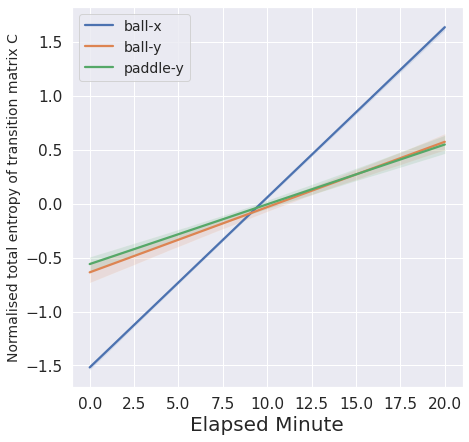 Normalised total entropy of transition matrix C
ball-x
ball-y
paddle-y
1.5
1.0
0.5
0.0
−0.5
−1.0
−1.5
0.0 2.5 5.0 7.5 10.0 12.5 15.0 17.5 20.0
Elapsed Minute